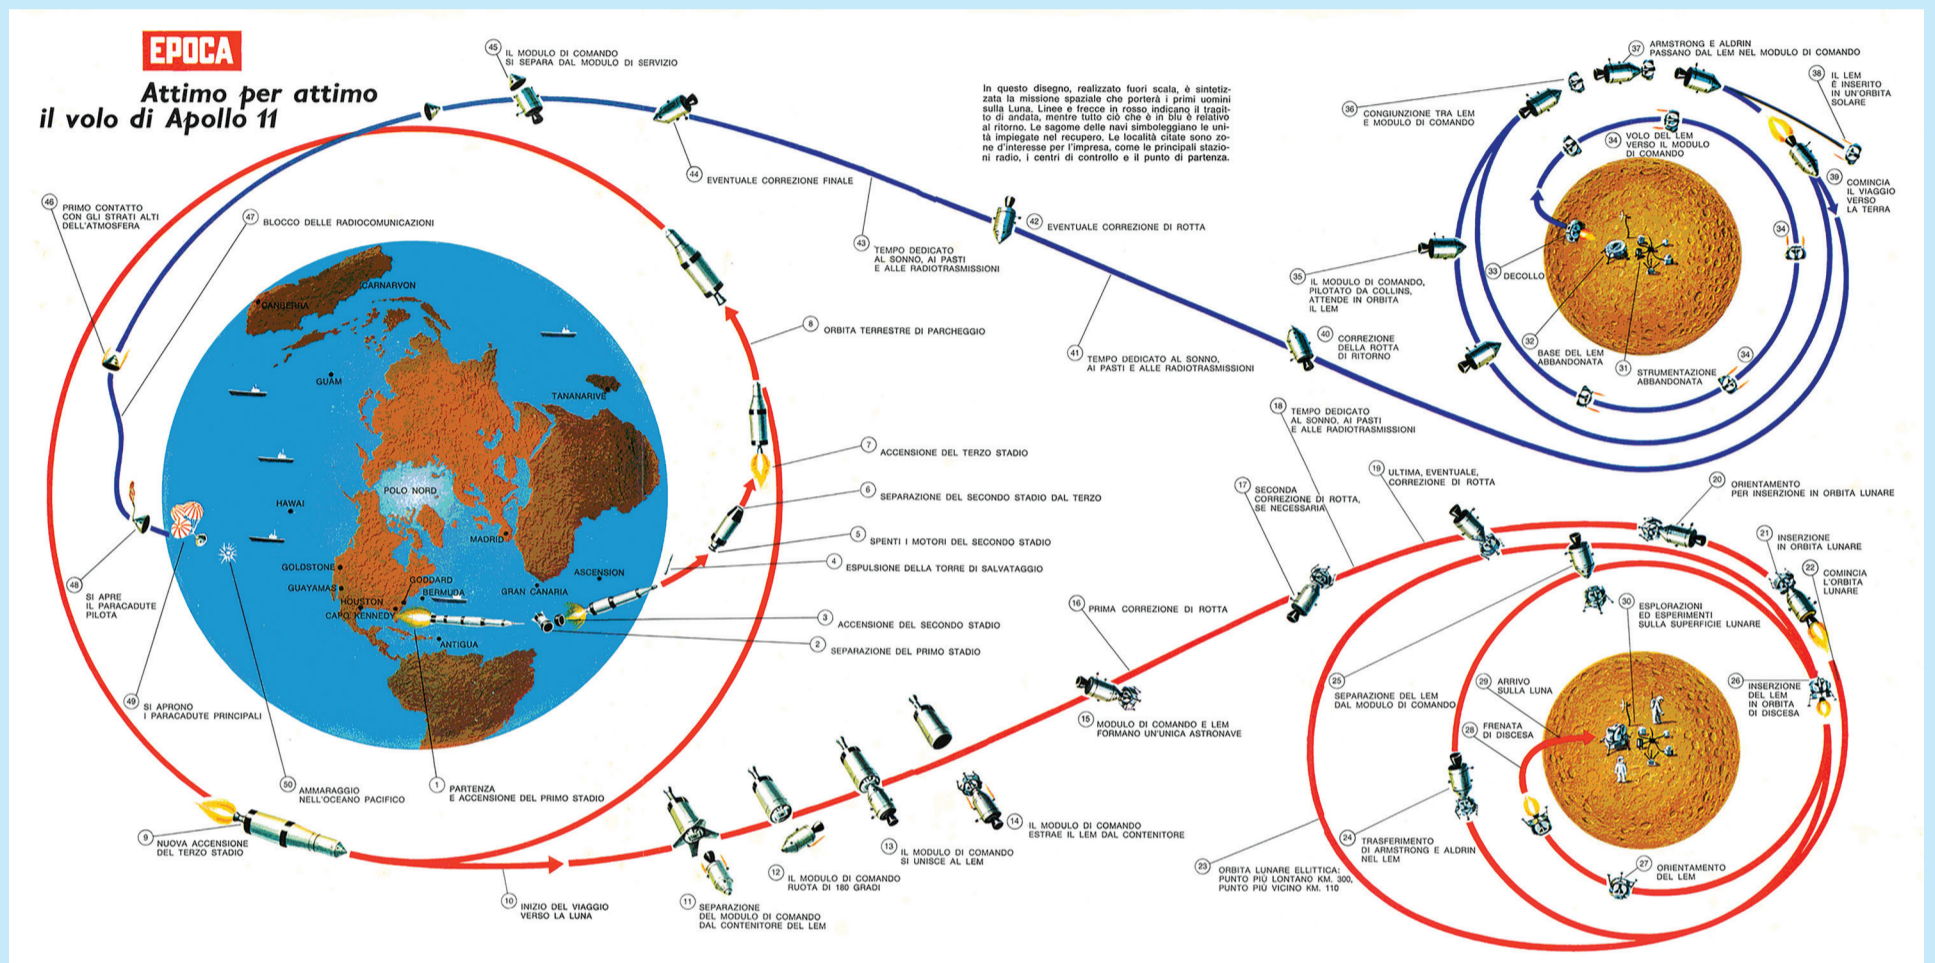 EPOCA
Attimo per attimo
il volo di Apollo 11
In questo disegno, realizzato fuori scala, è sintetiz-
zata la missione spaziale che porterà i primi uomini
sulla Luna. Linee e frecce in rosso indicano il tragit-
to di andata, mentre tutto ciò che è in blu è relativo
al ritorno. Le sagome delle navi simboleggiano le uni-
tà impiegate nel recupero. Le località citate sono zo-
ne d'interesse per l'impresa, come le principali stazio-
ni radio, i centri di controllo e il punto di partenza.
45 IL MODULO DI COMANDO
SI SEPARA DAL MODULO DI SERVIZIO
44 EVENTUALE CORREZIONE FINALE
43 TEMPO DEDICATO
AL SONNO, AI PASTI
E ALLE RADIOTRASMISSIONI
42 EVENTUALE CORREZIONE DI ROTTA
41 TEMPO DEDICATO AL SONNO,
AI PASTI E ALLE RADIOTRASMISSIONI
40 CORREZIONE
DELLA ROTTA
DI RITORNO
46 PRIMO CONTATTO
CON GLI STRATI ALTI
DELL'ATMOSFERA
47 BLOCCO DELLE RADIOCOMUNICAZIONI
37 ARMSTRONG E ALDRIN
PASSANO DAL LEM NEL MODULO DI COMANDO
38 IL LEM
È INSERITO
IN UN'ORBITA
SOLARE
36 CONGIUNZIONE TRA LEM
E MODULO DI COMANDO
34 VOLO DEL LEM
VERSO IL MODULO
DI COMANDO
39 COMINCIA
IL VIAGGIO
VERSO
LA TERRA
34
35 IL MODULO DI COMANDO,
PILOTATO DA COLLINS,
ATTENDE IN ORBITA
IL LEM
33 DECOLLO
32 BASE DEL LEM
ABBANDONATA
31 STRUMENTAZIONE
ABBANDONATA
34
CARNARVON
CANBERRA
GUAM
TANANARIVE
POLO NORD
HAWAI
MADRID
GOLDSTONE
GUAYAMAS
HOUSTON
GODDARD
BERMUDA
CAPO KENNEDY
ANTIGUA
GRAN CANARIA
ASCENSION
8 ORBITA TERRESTRE DI PARCHEGGIO
7 ACCENSIONE DEL TERZO STADIO
6 SEPARAZIONE DEL SECONDO STADIO DAL TERZO
5 SPENTI I MOTORI DEL SECONDO STADIO
4 ESPULSIONE DELLA TORRE DI SALVATAGGIO
3 ACCENSIONE DEL SECONDO STADIO
2 SEPARAZIONE DEL PRIMO STADIO
48 SI APRE
IL PARACADUTE
PILOTA
49 SI APRONO
I PARACADUTE PRINCIPALI
50 AMMARAGGIO
NELL'OCEANO PACIFICO
1 PARTENZA
E ACCENSIONE DEL PRIMO STADIO
9 NUOVA ACCENSIONE
DEL TERZO STADIO
10 INIZIO DEL VIAGGIO
VERSO LA LUNA
11 SEPARAZIONE
DEL MODULO DI COMANDO
DAL CONTENITORE DEL LEM
12 IL MODULO DI COMANDO
RUOTA DI 180 GRADI
13 IL MODULO DI COMANDO
SI UNISCE AL LEM
14 IL MODULO DI COMANDO
ESTRAE IL LEM DAL CONTENITORE
15 MODULO DI COMANDO E LEM
FORMANO UN'UNICA ASTRONAVE
16 PRIMA CORREZIONE DI ROTTA
17 SECONDA
CORREZIONE DI ROTTA,
SE NECESSARIA
18 TEMPO DEDICATO
AL SONNO, AI PASTI
E ALLE RADIOTRASMISSIONI
19 ULTIMA, EVENTUALE,
CORREZIONE DI ROTTA
20 ORIENTAMENTO
PER INSERZIONE IN ORBITA LUNARE
21 INSERZIONE
IN ORBITA LUNARE
22 COMINCIA
L'ORBITA
LUNARE
30 ESPLORAZIONI
ED ESPERIMENTI
SULLA SUPERFICIE LUNARE
25 SEPARAZIONE DEL LEM
DAL MODULO DI COMANDO
29 ARRIVO
SULLA LUNA
28 FRENATA
DI DISCESA
26 INSERZIONE
DEL LEM
IN ORBITA
DI DISCESA
24 TRASFERIMENTO
DI ARMSTRONG E ALDRIN
NEL LEM
23 ORBITA LUNARE ELLITTICA:
PUNTO PIÙ LONTANO KM. 300,
PUNTO PIÙ VICINO KM. 110
27 ORIENTAMENTO
DEL LEM